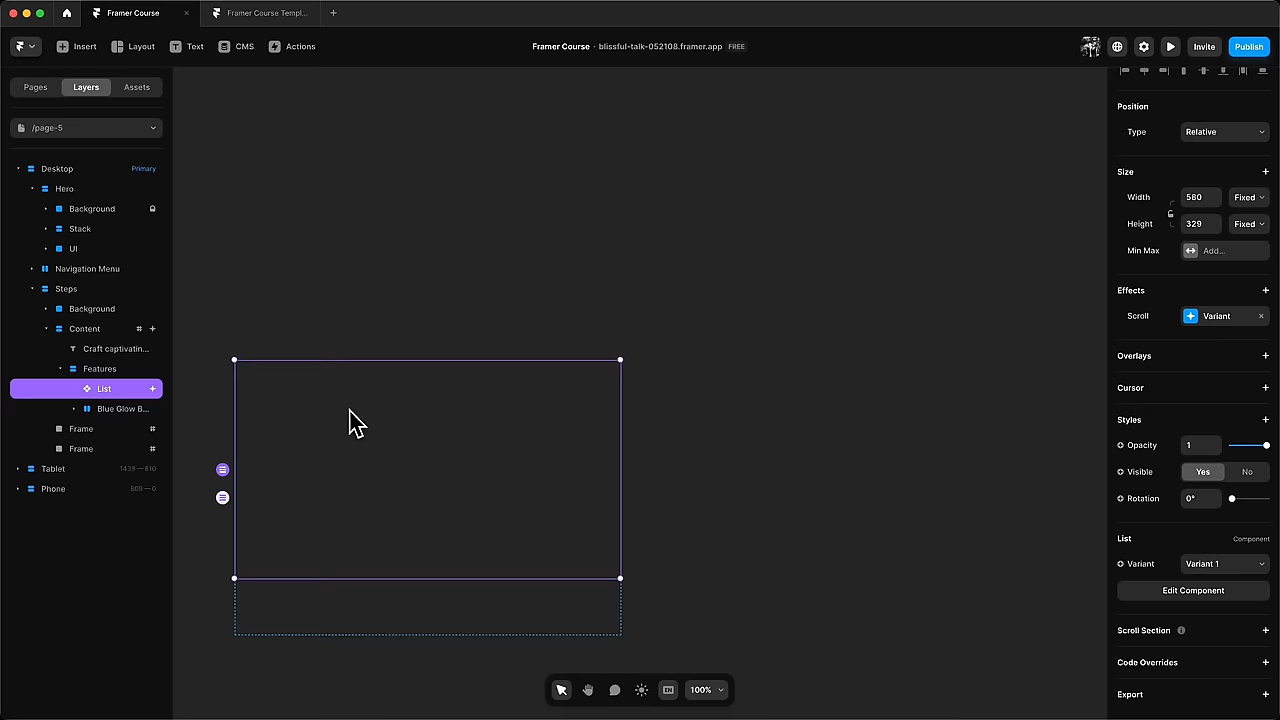 Framer Course
Framer Course Templ...
Insert
Layout
Text
CMS
Actions
Framer Course · blissful-talk-052108.framer.app FREE
Invite
Publish
Pages
Layers
Assets
/page-5
Desktop
Primary
Hero
Background
Stack
UI
Navigation Menu
Steps
Background
Content
Craft captivatin...
Features
List
Blue Glow B...
Frame
Frame
Tablet
1439—810
Phone
809—0
EN
100%
Position
Type
Relative
Size
Width
580
Fixed
Height
329
Fixed
Min Max
Add...
Effects
Scroll
Variant
Overlays
Cursor
Styles
Opacity
1
Visible
Yes
No
Rotation
0°
List
Component
Variant
Variant 1
Edit Component
Scroll Section
Code Overrides
Export